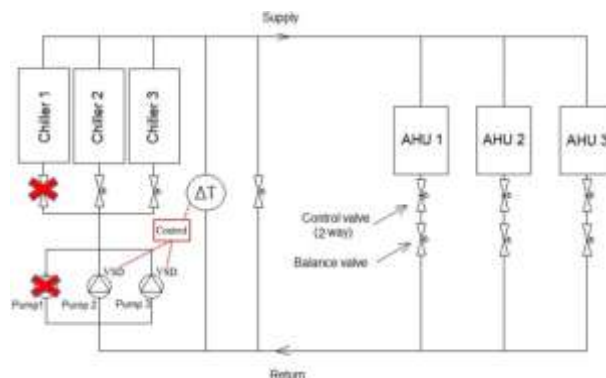 Supply
Chiller 1
Chiller 2
Chiller 3
AHU 1
AHU 2
AHU 3
ΔT
Control valve
(2 way)
Control
Balance valve
VSD
VSD
Pump1
Pump 2
Pump 3
Return